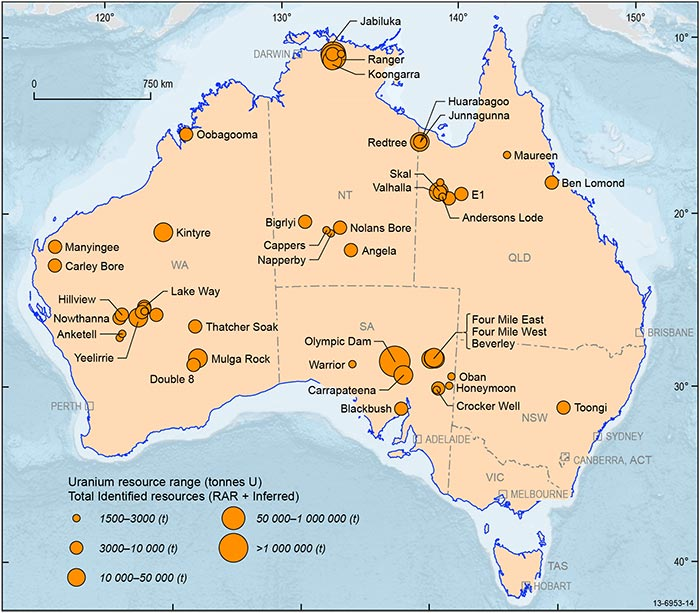 120°
130°
140°
150°
Jabiluka
10°
DARWIN
Ranger
Koongarra
0
750 km
Huarabagoo
Junnagunna
Oobagooma
Redtree
Maureen
Skal
Valhalla
E1
Ben Lomond
NT
Andersons Lode
20°
Bigrlyi
Nolans Bore
Kintyre
Cappers
Napperby
Angela
Manyingee
WA
QLD
Carley Bore
Hillview
Lake Way
Nowthanna
Thatcher Soak
Anketell
Yeelirrie
SA
Four Mile East
Four Mile West
Beverley
BRISBANE
Olympic Dam
Mulga Rock
Warrior
Double 8
Oban
Carrapateena
Honeymoon
30°
PERTH
Blackbush
Crocker Well
NSW
Toongi
ADELAIDE
SYDNEY
CANBERRA, ACT
VIC
MELBOURNE
Uranium resource range (tonnes U)
Total Identified resources (RAR + Inferred)
1500–3000 (t)
50 000–1 000 000 (t)
3000–10 000 (t)
>1 000 000 (t)
10 000–50 000 (t)
40°
TAS
HOBART
13-6953-14